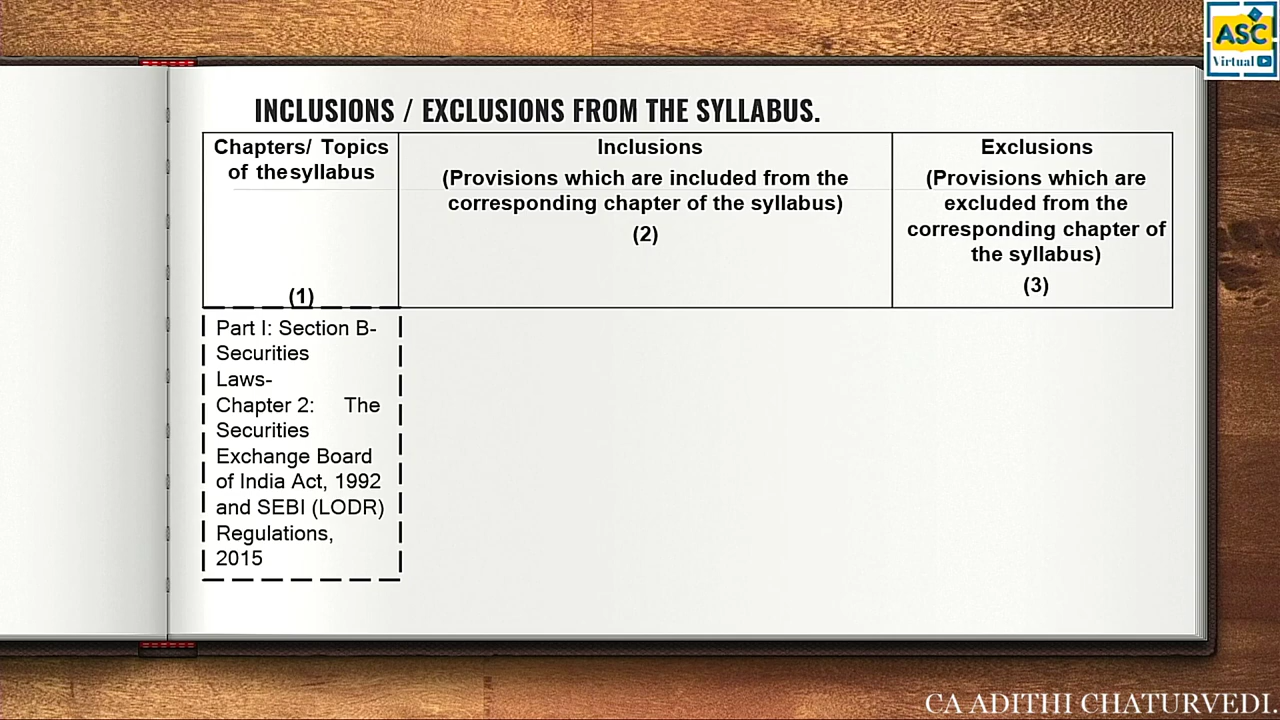 ASC
Virtual
INCLUSIONS / EXCLUSIONS FROM THE SYLLABUS.
Chapters/ Topics
of the syllabus
(1)
Inclusions
(Provisions which are included from the
corresponding chapter of the syllabus)
(2)
Exclusions
(Provisions which are
excluded from the
corresponding chapter of
the syllabus)
(3)
Part I: Section B-
Securities
Laws-
Chapter 2: The
Securities
Exchange Board
of India Act, 1992
and SEBI (LODR)
Regulations,
2015
CA ADITHI CHATURVEDI.